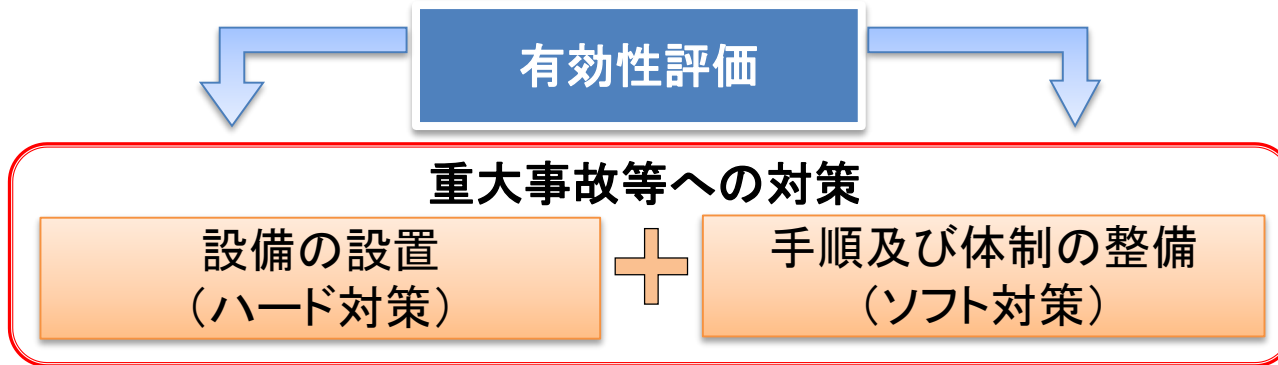 有効性評価
重大事故等への対策
設備の設置
（ハード対策）
手順及び体制の整備
（ソフト対策）